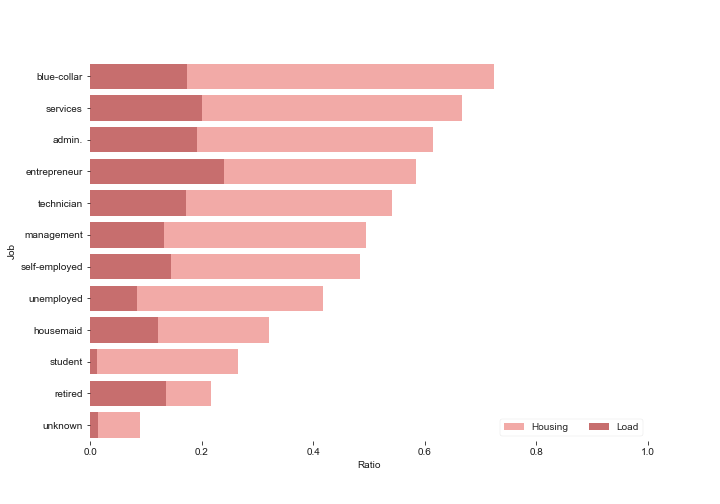 blue-collar
services
admin.
entrepreneur
technician
management
Job
self-employed
unemployed
housemaid
student
retired
unknown
Housing Load
0.0 0.2 0.4 0.6 0.8 1.0
Ratio